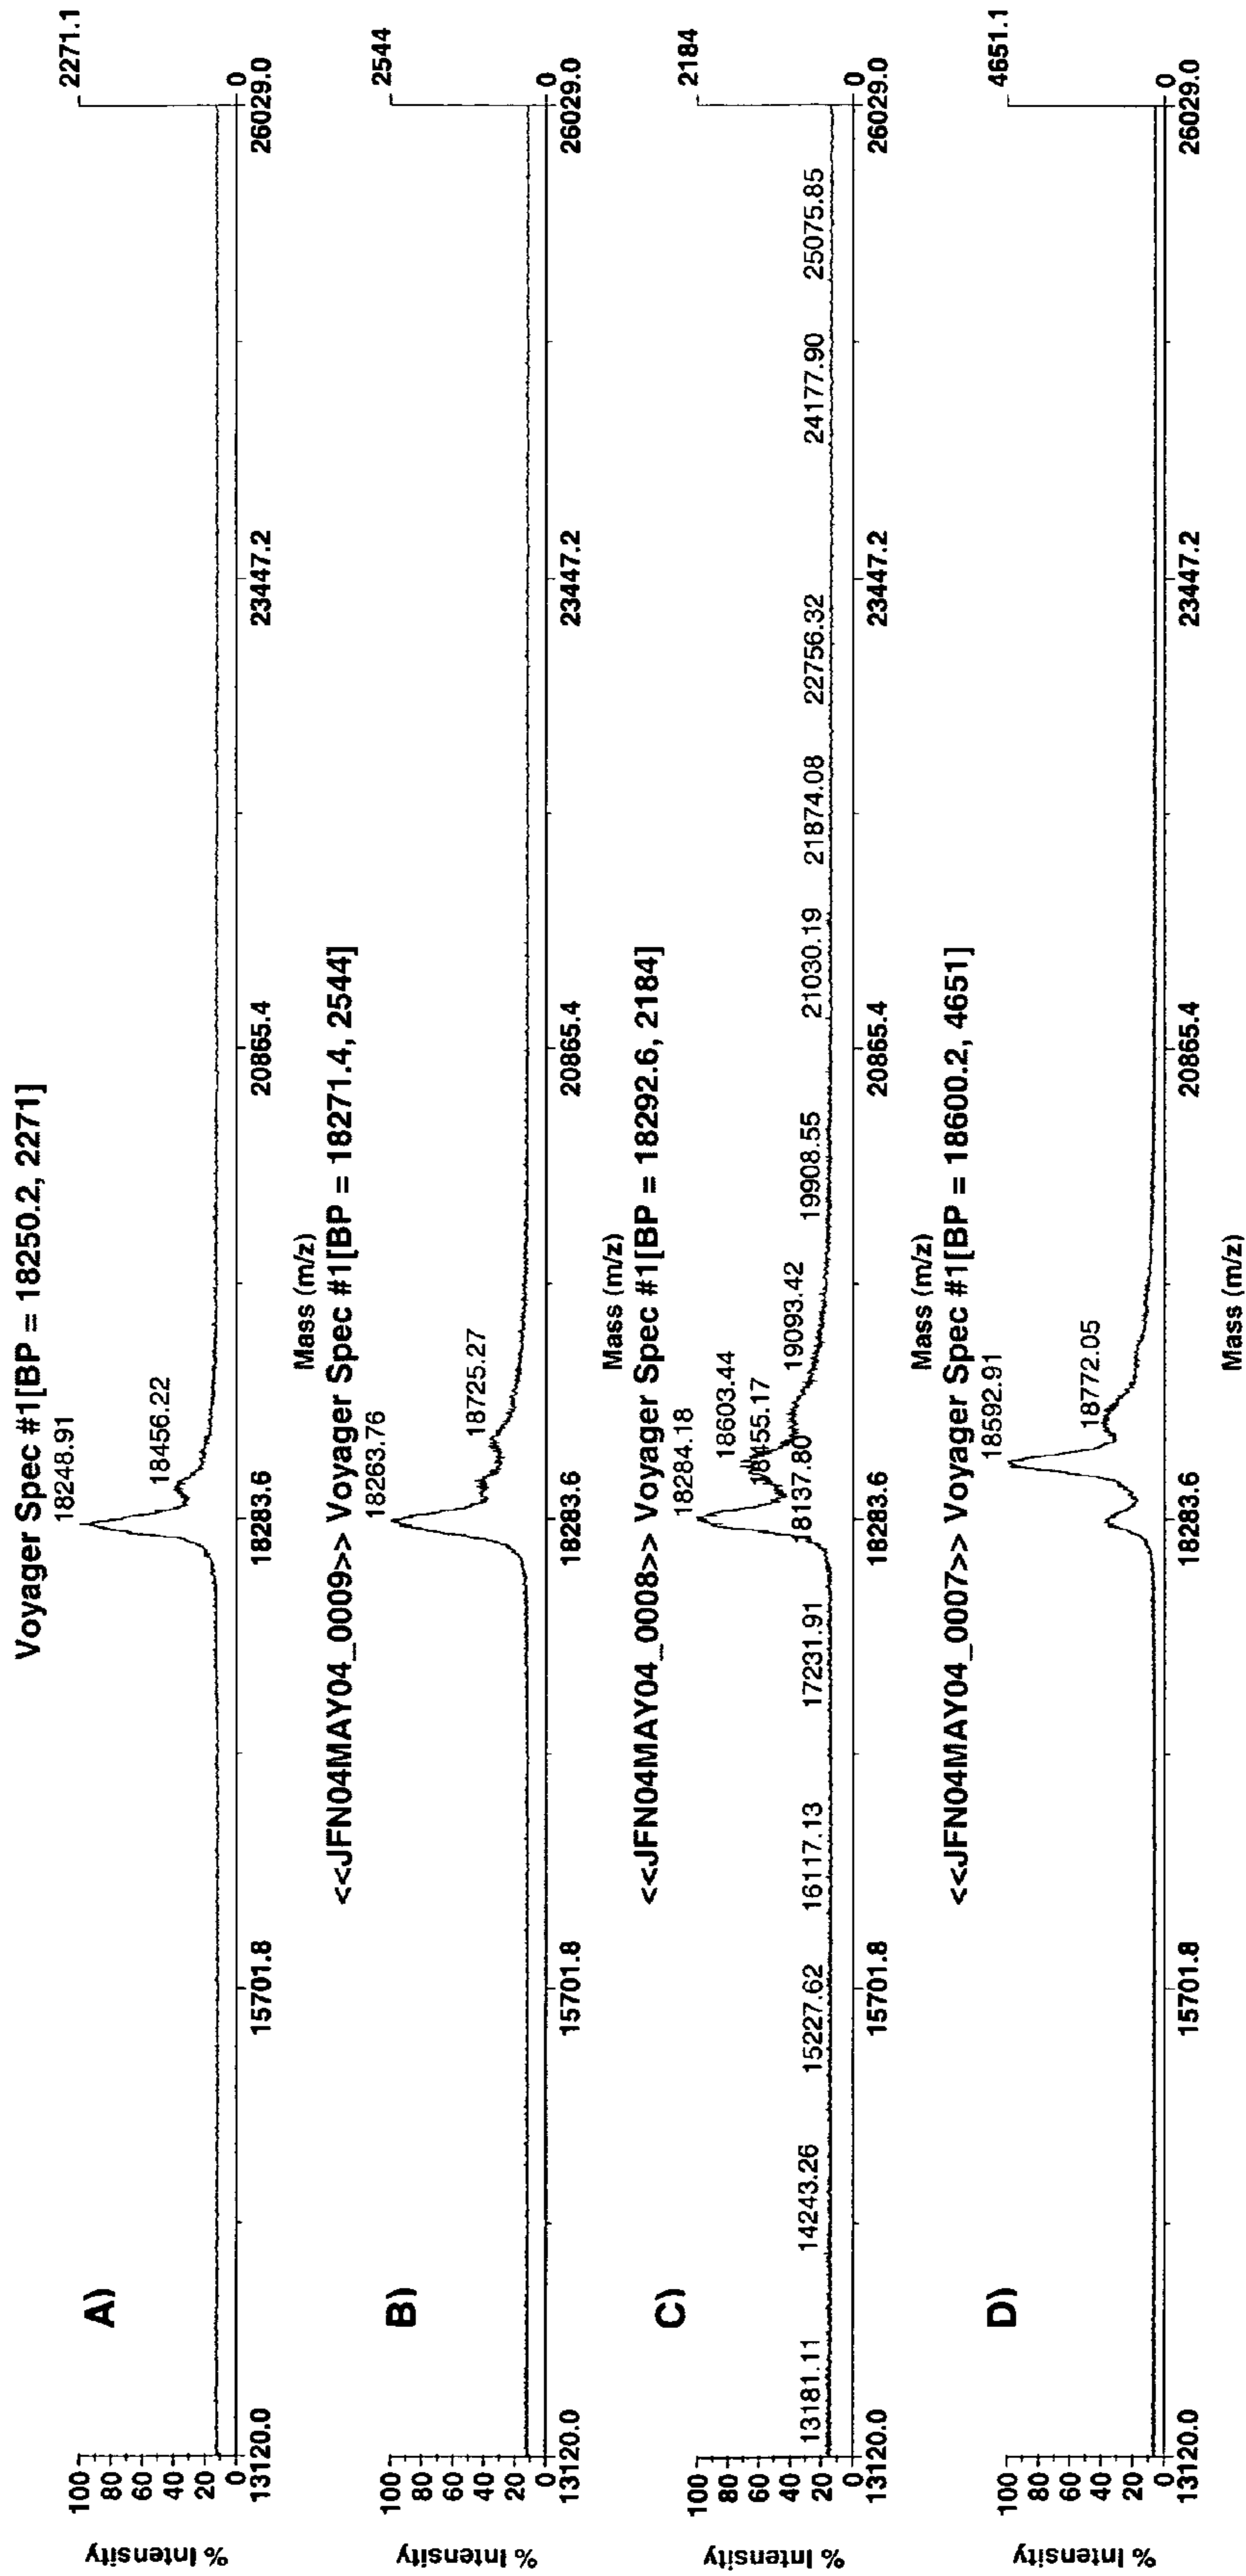 Voyager Spec #1[BP = 18250.2, 2271]
A)
18248.91
18456.22
2271.1
100
80
60
40
20
0
0
% Intensity
13120.0 15701.8 18283.6 20865.4 23447.2 26029.0
Mass (m/z)
<<JFN04MAY04_0009>> Voyager Spec #1[BP = 18271.4, 2544]
B)
18263.76
18725.27
2544
100
80
60
40
20
0
0
% Intensity
13120.0 15701.8 18283.6 20865.4 23447.2 26029.0
Mass (m/z)
<<JFN04MAY04_0008>> Voyager Spec #1[BP = 18292.6, 2184]
C)
18284.18
2184
18603.44
18455.17
13181.11 14243.26 15227.62 16117.13 17231.91 18137.80 19093.42 19908.55 21030.19 21874.08 22756.32 24177.90 25075.85
100
80
60
40
20
0
0
% Intensity
13120.0 15701.8 18283.6 20865.4 23447.2 26029.0
Mass (m/z)
<<JFN04MAY04_0007>> Voyager Spec #1[BP = 18600.2, 4651]
D)
18592.91
18772.05
4651.1
100
80
60
40
20
0
0
% Intensity
13120.0 15701.8 18283.6 20865.4 23447.2 26029.0
Mass (m/z)